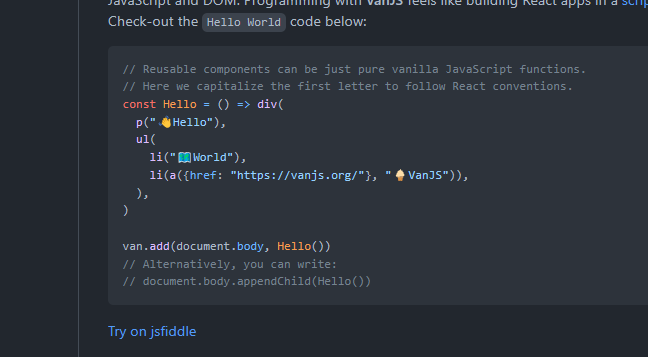 JavaScript and DOM. Programming with VanJS feels like building React apps in a scrip
Check-out the Hello World code below:
// Reusable components can be just pure vanilla JavaScript functions.
// Here we capitalize the first letter to follow React conventions.
const Hello = () => div(
  p("👋Hello"),
  ul(
    li("🗺️World"),
    li(a({href: "https://vanjs.org/"}, "🍦VanJS")),
  ),
)
van.add(document.body, Hello())
// Alternatively, you can write:
// document.body.appendChild(Hello())
Try on jsfiddle